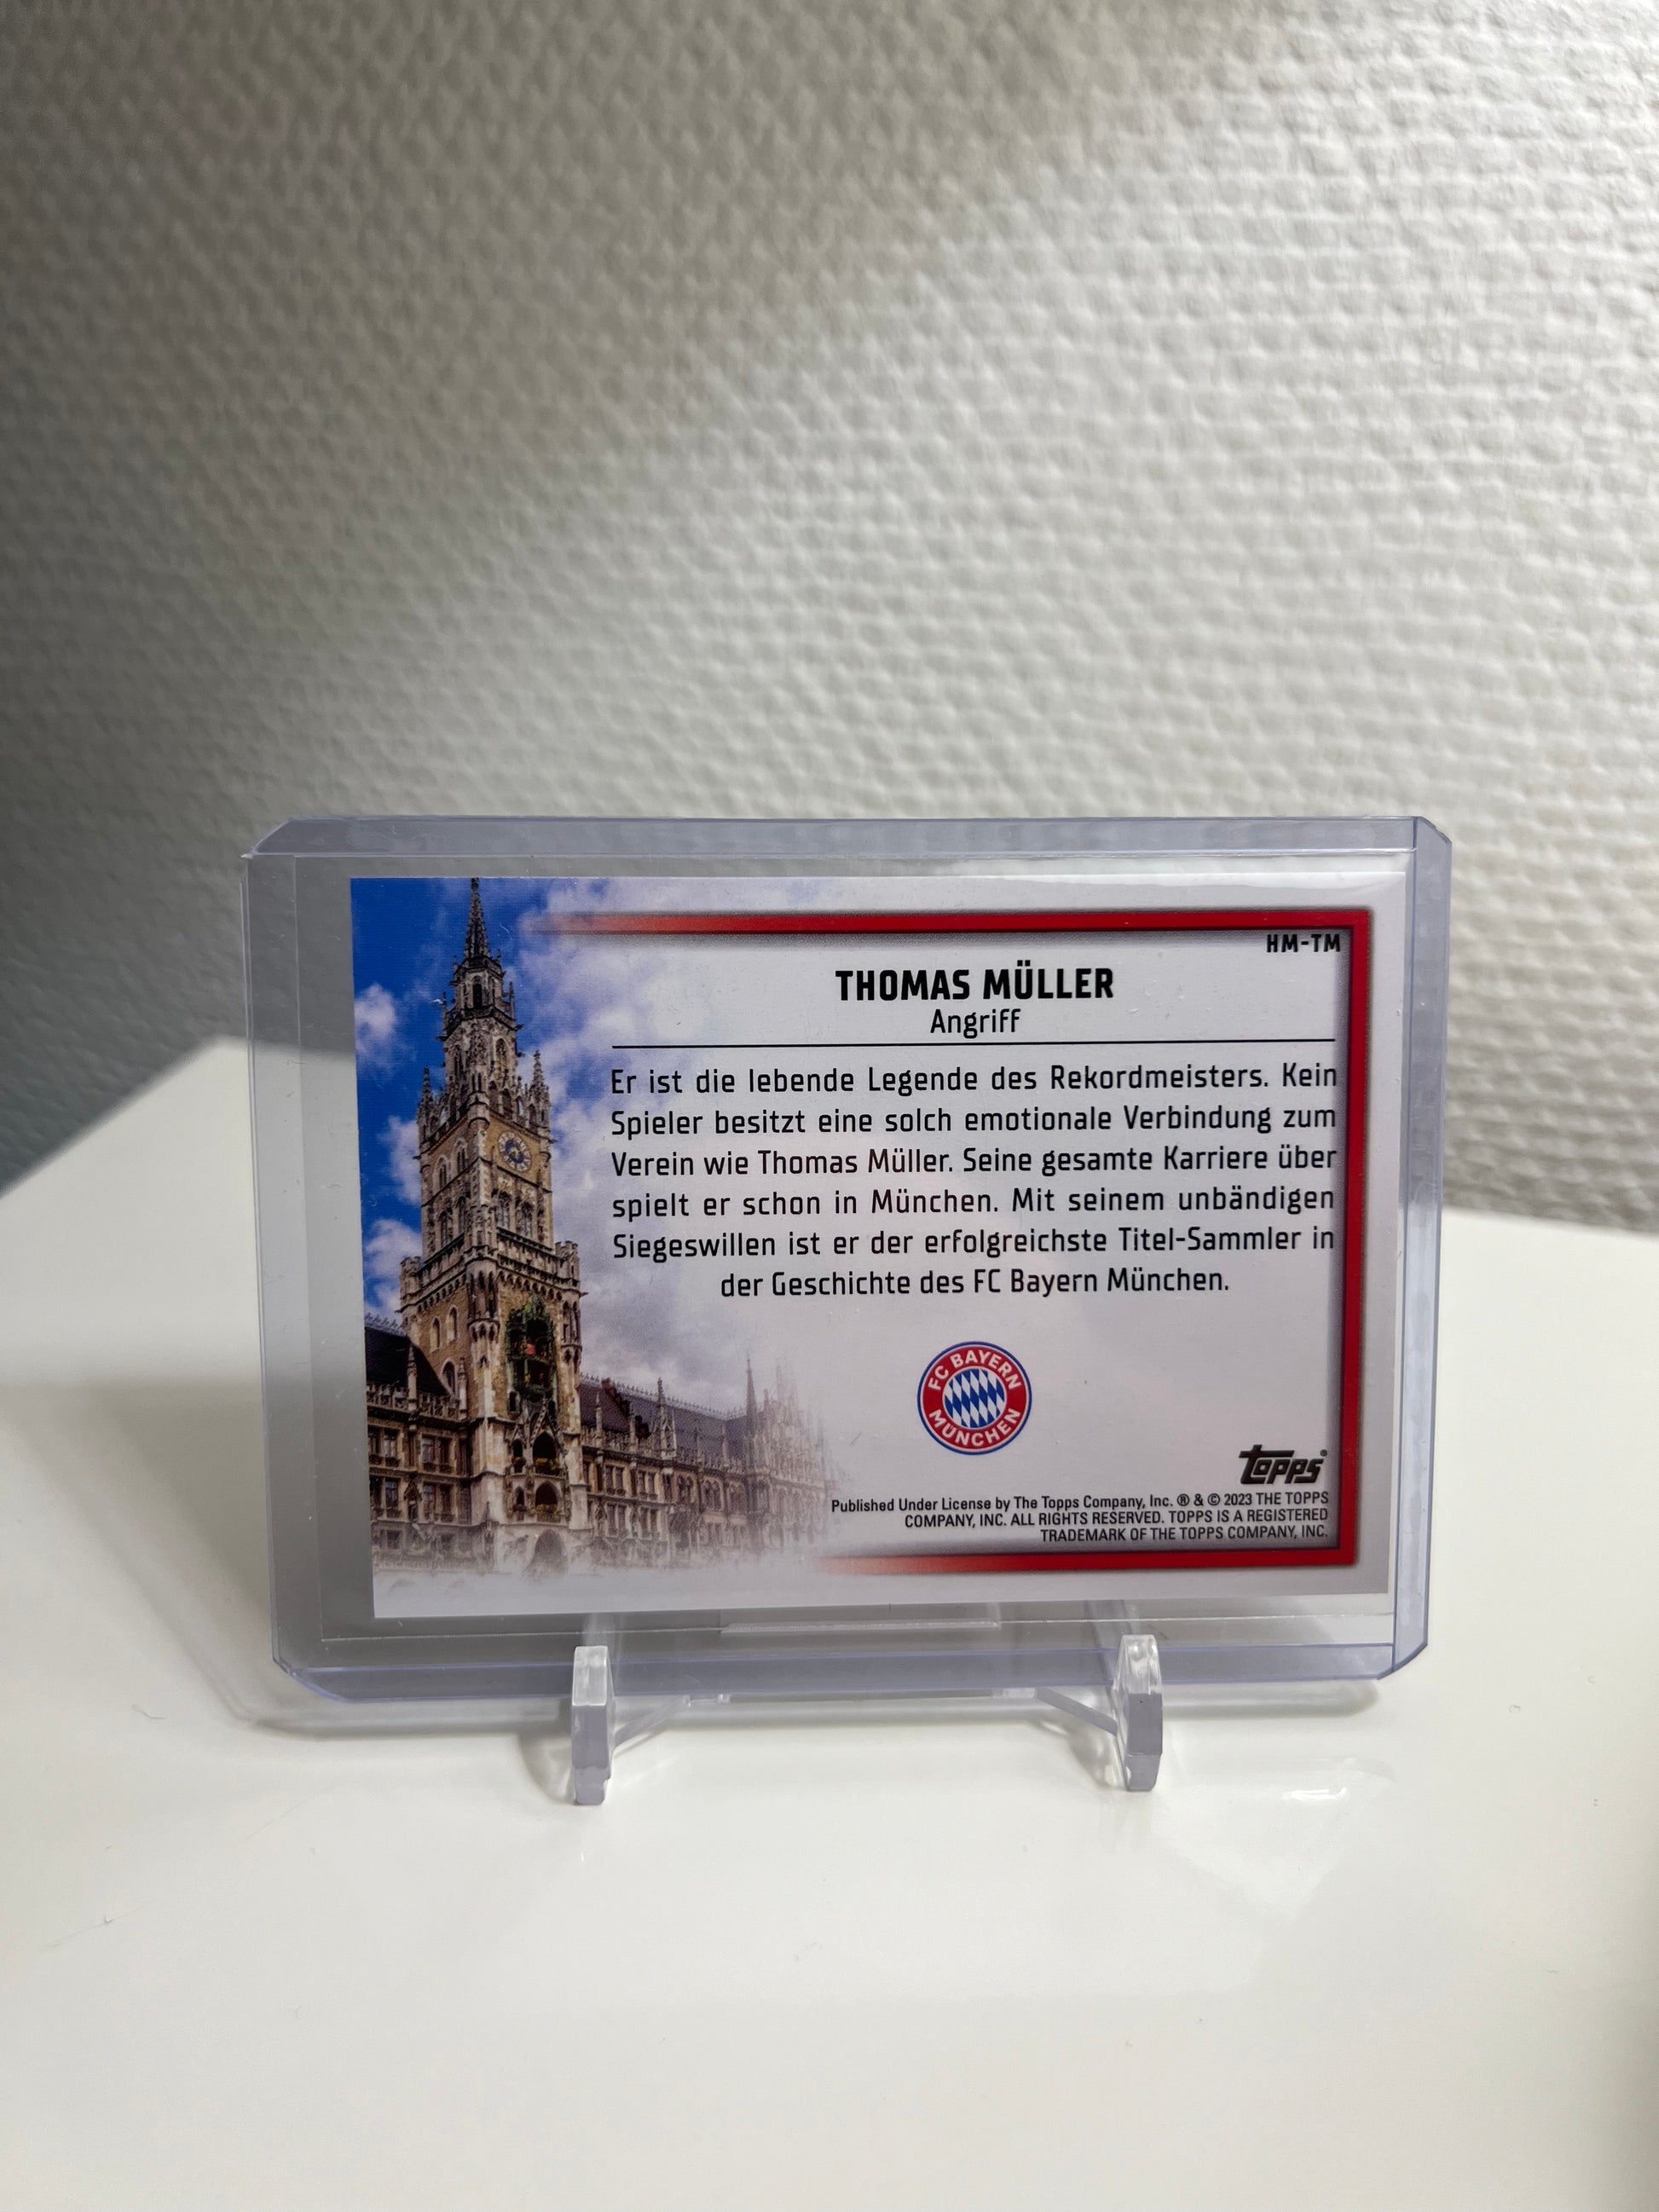 HM-TM
THOMAS MÜLLER
Angriff
Er ist die lebende Legende des Rekordmeisters. Kein
Spieler besitzt eine solch emotionale Verbindung zum
Verein wie Thomas Müller. Seine gesamte Karriere über
spielt er schon in München. Mit seinem unbändigen
Siegeswillen ist er der erfolgreichste Titel-Sammler in
der Geschichte des FC Bayern München.
FC BAYERN
MÜNCHEN
topps®
Published Under License by The Topps Company, Inc. ® & © 2023 THE TOPPS
COMPANY, INC. ALL RIGHTS RESERVED. TOPPS IS A REGISTERED
TRADEMARK OF THE TOPPS COMPANY, INC.